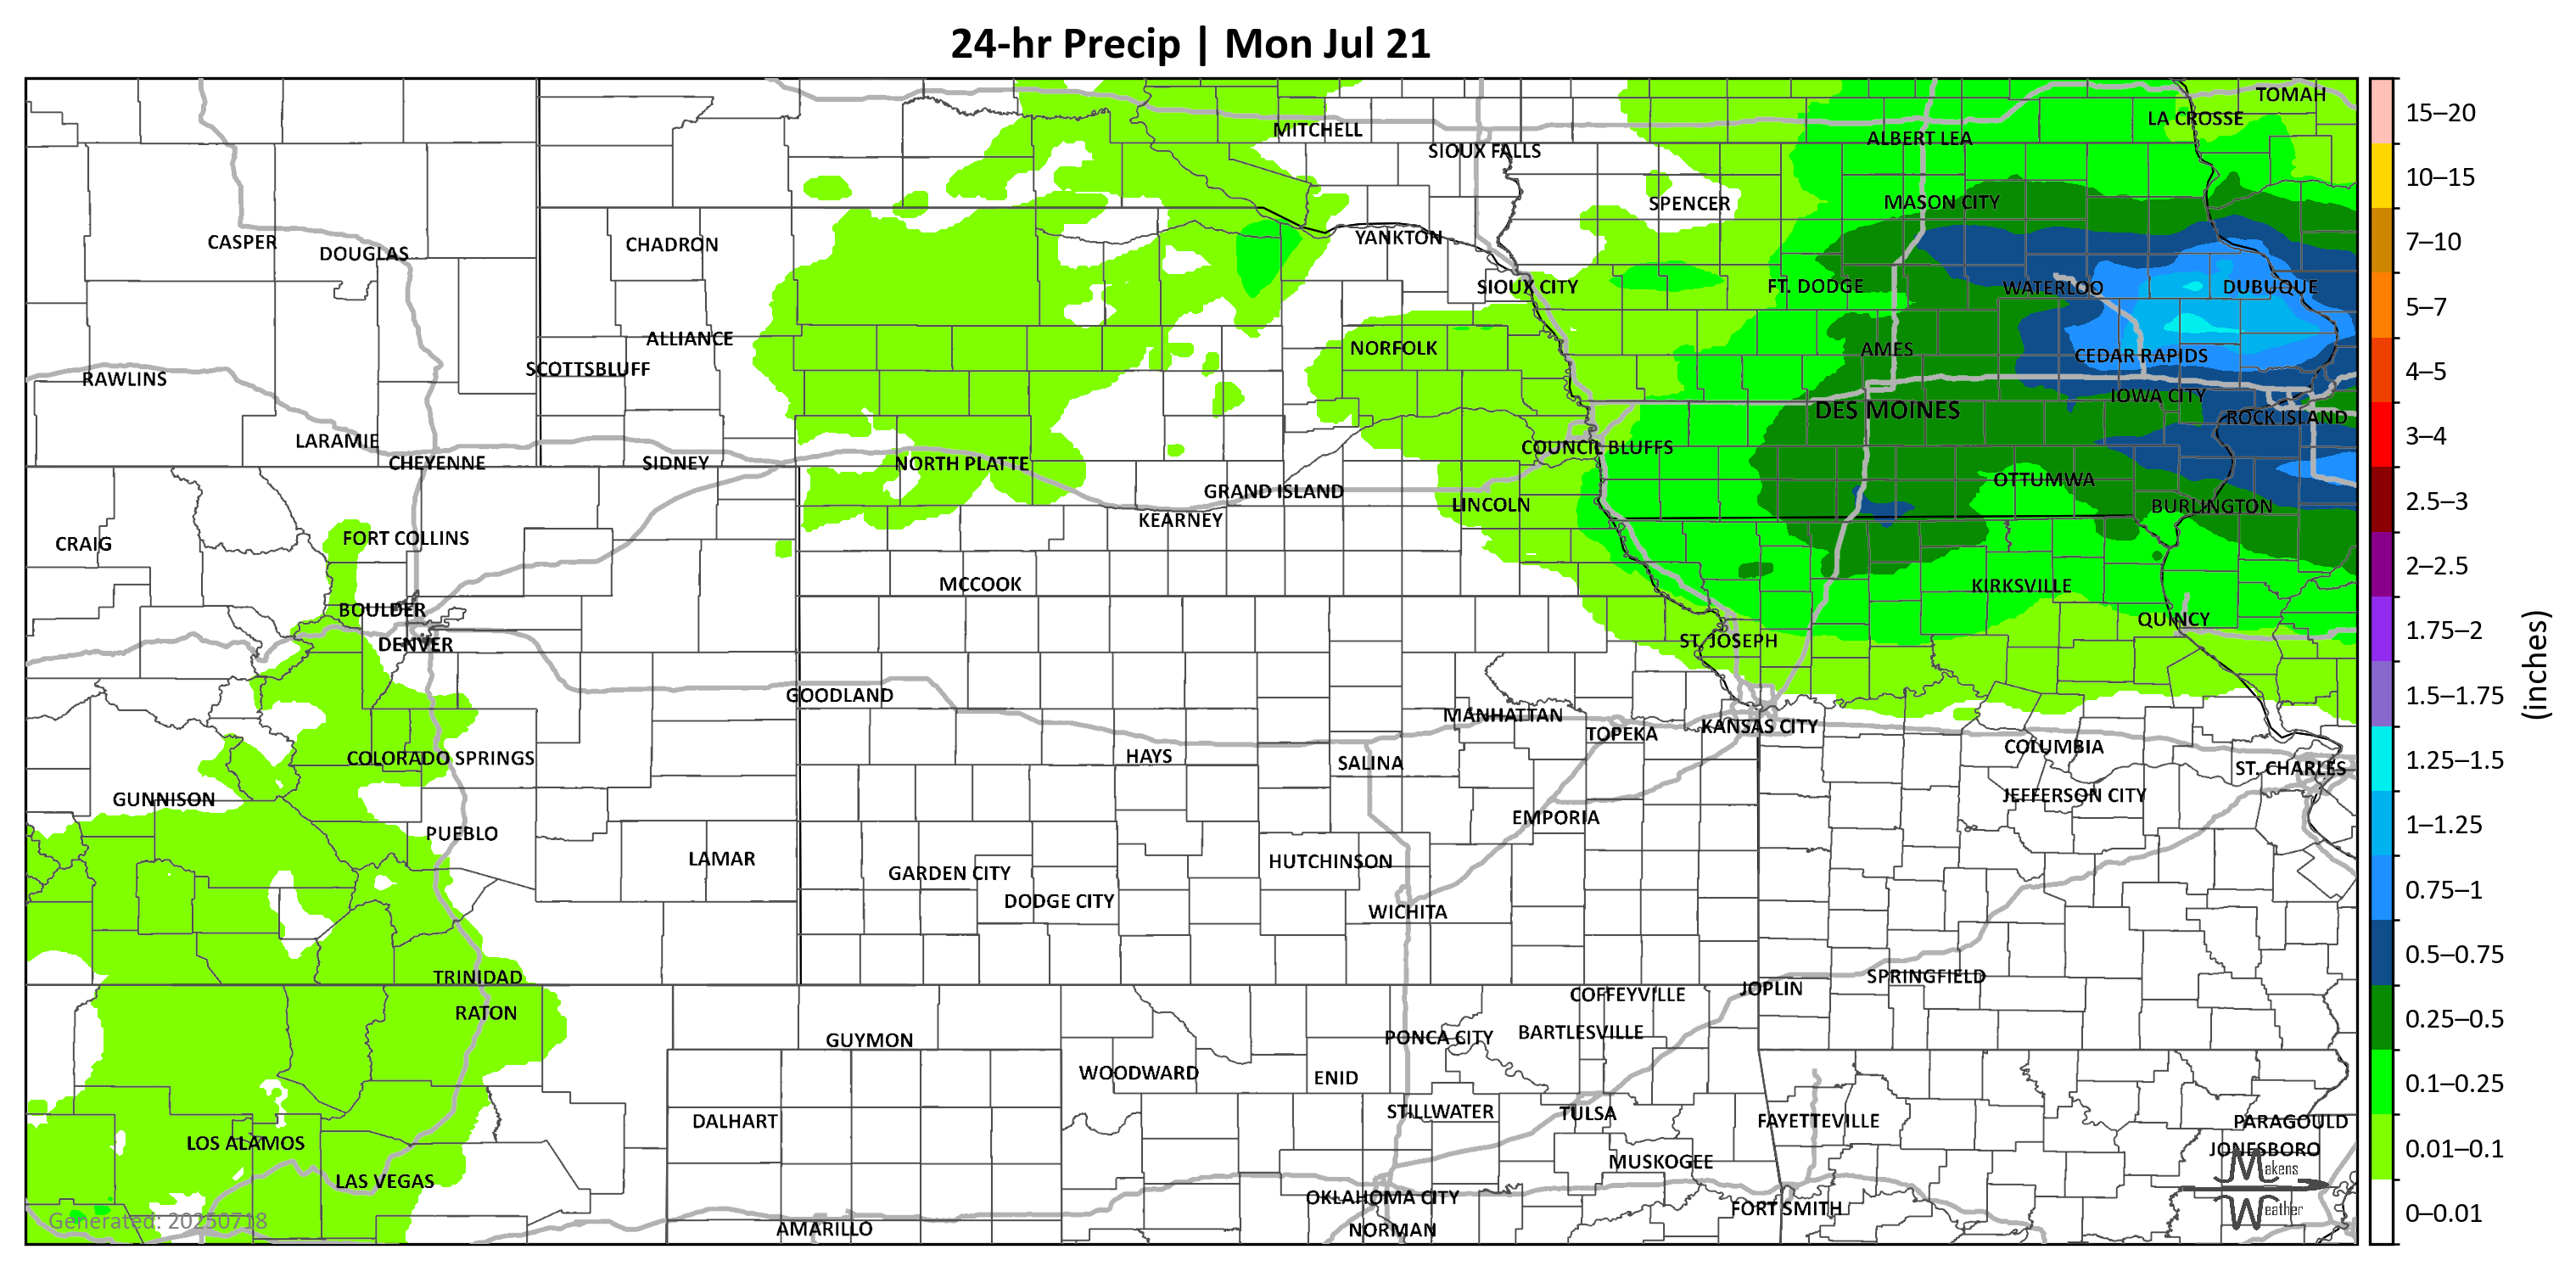 24-hr Precip | Mon Jul 21
TOMAH
LA CROSSE
MITCHELL
ALBERT LEA
SIOUX FALLS
SPENCER
MASON CITY
YANKTON
CASPER
CHADRON
DOUGLAS
SIOUX CITY
FT. DODGE
WATERLOO
DUBUQUE
ALLIANCE
NORFOLK
AMES
CEDAR RAPIDS
SCOTTSBLUFF
RAWLINS
IOWA CITY
DES MOINES
ROCK ISLAND
LARAMIE
COUNCIL BLUFFS
CHEYENNE
SIDNEY
NORTH PLATTE
OTTUMWA
GRAND ISLAND
LINCOLN
BURLINGTON
KEARNEY
CRAIG
FORT COLLINS
MCCOOK
KIRKSVILLE
BOULDER
QUINCY
DENVER
ST. JOSEPH
GOODLAND
MANHATTAN
KANSAS CITY
TOPEKA
COLUMBIA
COLORADO SPRINGS
HAYS
SALINA
ST. CHARLES
GUNNISON
JEFFERSON CITY
EMPORIA
PUEBLO
LAMAR
HUTCHINSON
GARDEN CITY
DODGE CITY
WICHITA
TRINIDAD
SPRINGFIELD
JOPLIN
COFFEYVILLE
RATON
BARTLESVILLE
PONCA CITY
GUYMON
WOODWARD
ENID
STILLWATER
TULSA
DALHART
FAYETTEVILLE
PARAGOULD
LOS ALAMOS
JONESBORO
MUSKOGEE
LAS VEGAS
OKLAHOMA CITY
FORT SMITH
AMARILLO
NORMAN
Generated: 20250718
Makens
Weather
15–20
10–15
7–10
5–7
4–5
3–4
2.5–3
2–2.5
1.75–2
1.5–1.75
1.25–1.5
1–1.25
0.75–1
0.5–0.75
0.25–0.5
0.1–0.25
0.01–0.1
0–0.01
(inches)